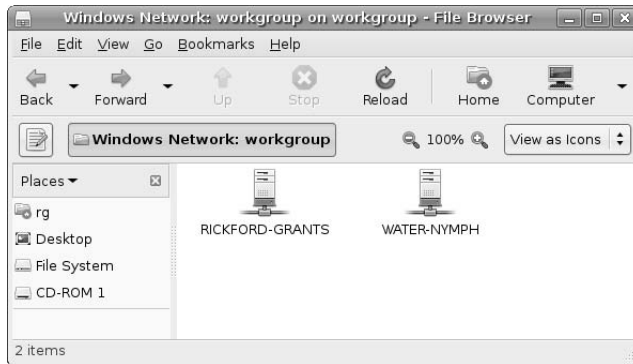 Windows Network: workgroup on workgroup - File Browser
File Edit View Go Bookmarks Help
Back Forward Up Stop Reload Home Computer
Windows Network: workgroup 100% View as Icons
Places
rg
Desktop
File System
CD-ROM 1
RICKFORD-GRANTS WATER-NYMPH
2 items